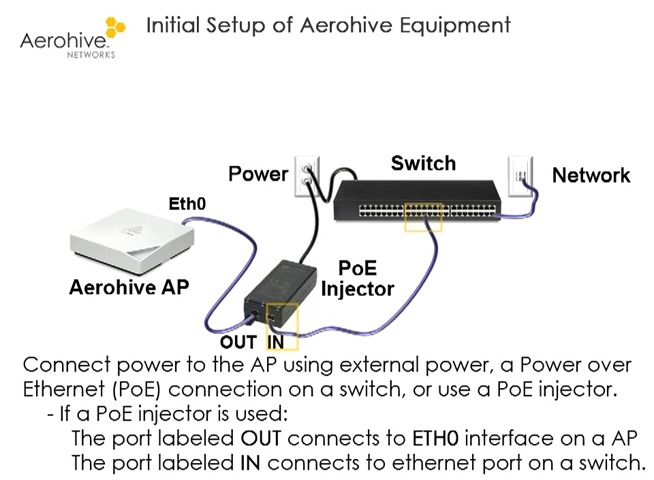 Initial Setup of Aerohive Equipment
Aerohive
NETWORKS
Power
Switch
Network
Eth0
Aerohive AP
PoE
Injector
OUT IN
Connect power to the AP using external power, a Power over
Ethernet (PoE) connection on a switch, or use a PoE injector.
- If a PoE injector is used:
The port labeled OUT connects to ETH0 interface on a AP
The port labeled IN connects to ethernet port on a switch.